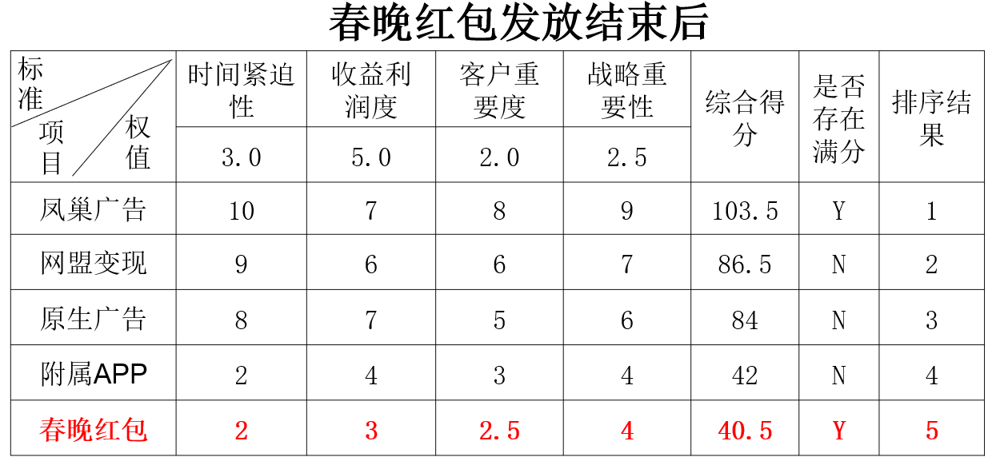 春晚红包发放结束后
标准 项目 权值 时间紧迫性 收益利润度 客户重要度 战略重要性 综合得分 是否存在满分 排序结果
3.0 5.0 2.0 2.5
凤巢广告 10 7 8 9 103.5 Y 1
网盟变现 9 6 6 7 86.5 N 2
原生广告 8 7 5 6 84 N 3
附属APP 2 4 3 4 42 N 4
春晚红包 2 3 2.5 4 40.5 Y 5